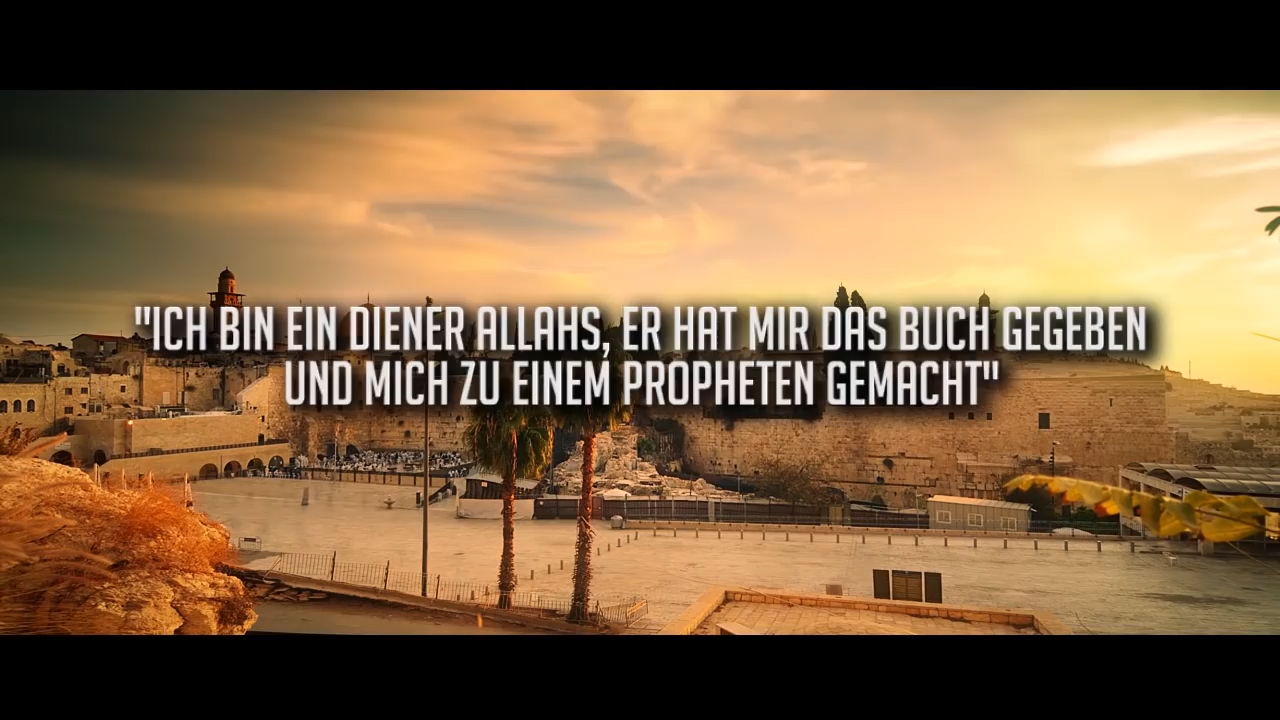 "ICH BIN EIN DIENER ALLAHS, ER HAT MIR DAS BUCH GEGEBEN
UND MICH ZU EINEM PROPHETEN GEMACHT"